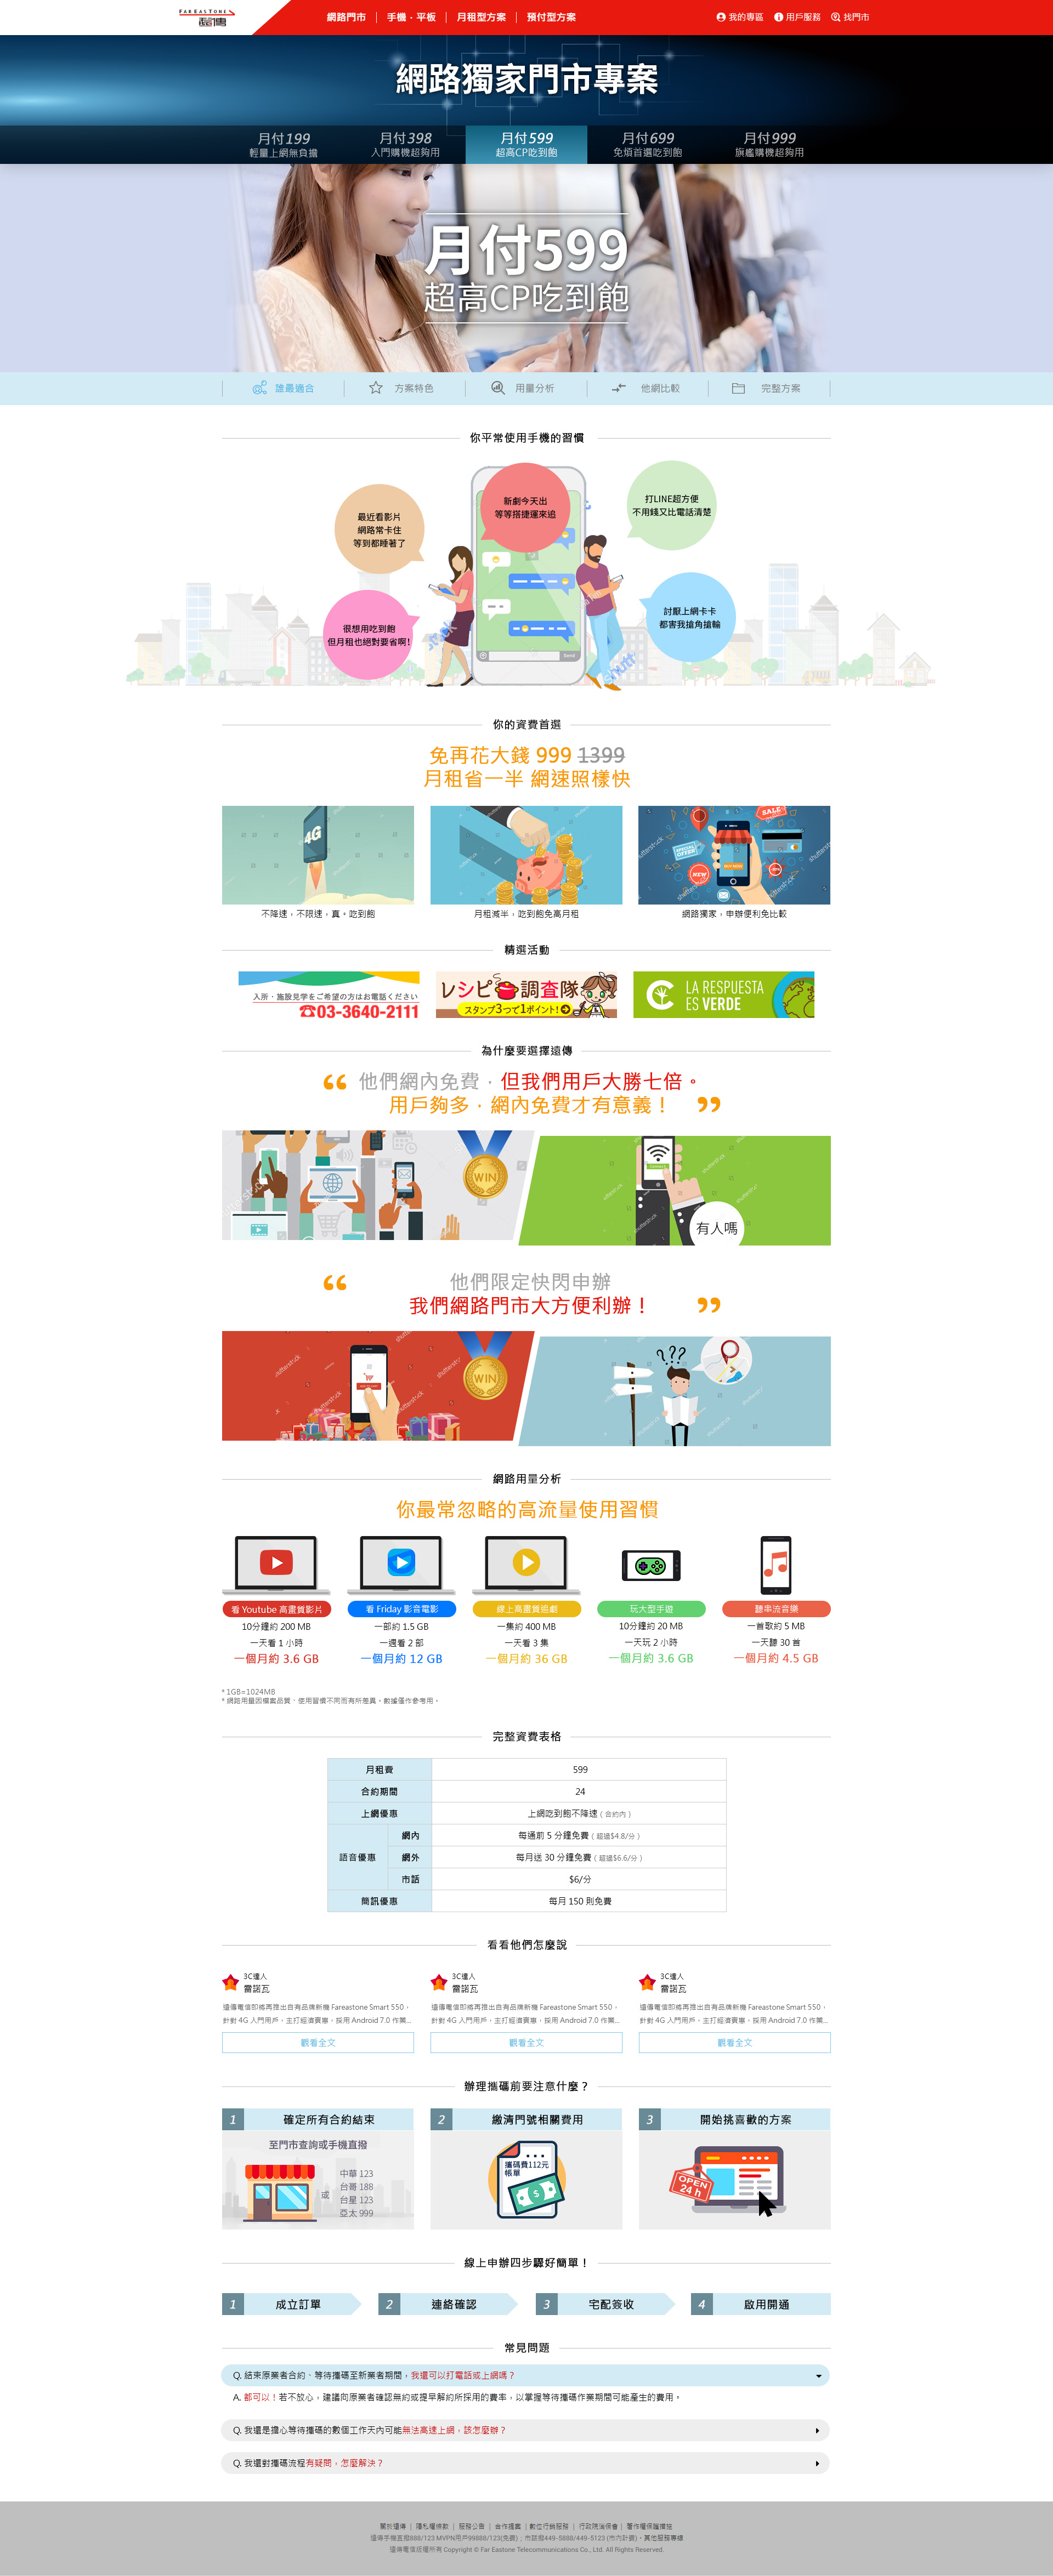 FAREASTONE
遠傳
網路門市
手機．平板
月租型方案
預付型方案
我的專區
用戶服務
找門市
網路獨家門市專案
月付199
輕量上網無負擔
月付398
入門購機超夠用
月付599
超高CP吃到飽
月付699
免煩首選吃到飽
月付999
旗艦購機超夠用
月付599
超高CP吃到飽
誰最適合
方案特色
用量分析
他網比較
完整方案
你平常使用手機的習慣
最近看影片
網路常卡住
等到都睡著了
新劇今天出
等等搭捷運來追
打LINE超方便
不用錢又比電話清楚
很想用吃到飽
但月租也絕對要省啊！
討厭上網卡卡
都害我搶角搶輸
Send
你的資費首選
免再花大錢 999 1399
月租省一半 網速照樣快
4G
SALE
SPECIAL OFFER
NEW
shutterstock
不降速，不限速，真。吃到飽
月租減半，吃到飽免高月租
網路獨家，申辦便利免比較
精選活動
入所・施設見学をご希望の方はお電話ください
☎03-3640-2111
レシピ調査隊
スタンプ3つで1ポイント!
LA RESPUESTA
ES VERDE
為什麼要選擇遠傳
他們網內免費，但我們用戶大勝七倍。
用戶夠多，網內免費才有意義！
WIN
有人嗎
他們限定快閃申辦
我們網路門市大方便利辦！
WIN
???
網路用量分析
你最常忽略的高流量使用習慣
看 Youtube 高畫質影片
10分鐘約 200 MB
一天看 1 小時
一個月約 3.6 GB
看 Friday 影音電影
一部約 1.5 GB
一週看 2 部
一個月約 12 GB
線上高畫質追劇
一集約 400 MB
一天看 3 集
一個月約 36 GB
玩大型手遊
10分鐘約 20 MB
一天玩 2 小時
一個月約 3.6 GB
聽串流音樂
一首歌約 5 MB
一天聽 30 首
一個月約 4.5 GB
* 1GB=1024MB
* 網路用量因檔案品質、使用習慣不同而有所差異。數據僅作參考用。
完整資費表格
月租費 599
合約期間 24
上網優惠 上網吃到飽不降速（合約內）
語音優惠 網內 每通前 5 分鐘免費（超過$4.8/分）
網外 每月送 30 分鐘免費（超過$6.6/分）
市話 $6/分
簡訊優惠 每月 150 則免費
看看他們怎麼說
3C達人
雷諾瓦
遠傳電信即將再推出自有品牌新機 Fareastone Smart 550，
針對 4G 入門用戶，主打經濟實惠，採用 Android 7.0 作業...
觀看全文
3C達人
雷諾瓦
遠傳電信即將再推出自有品牌新機 Fareastone Smart 550，
針對 4G 入門用戶，主打經濟實惠，採用 Android 7.0 作業...
觀看全文
3C達人
雷諾瓦
遠傳電信即將再推出自有品牌新機 Fareastone Smart 550，
針對 4G 入門用戶，主打經濟實惠，採用 Android 7.0 作業...
觀看全文
辦理攜碼前要注意什麼？
1 確定所有合約結束
至門市查詢或手機直撥
或
中華 123
台哥 188
台星 123
亞太 999
2 繳清門號相關費用
攜碼費112元
帳單
3 開始挑喜歡的方案
OPEN
24 h
線上申辦四步驟好簡單！
1 成立訂單
2 連絡確認
3 宅配簽收
4 啟用開通
常見問題
Q. 結束原業者合約、等待攜碼至新業者期間，我還可以打電話或上網嗎？
A. 都可以！若不放心，建議向原業者確認無約或提早解約所採用的費率，以掌握等待攜碼作業期間可能產生的費用。
Q. 我還是擔心等待攜碼的數個工作天內可能無法高速上網，該怎麼辦？
Q. 我還對攜碼流程有疑問，怎麼解決？
關於遠傳 | 隱私權條款 | 服務公告 | 合作提案 | 數位行銷服務 | 行政院消保會 | 著作權保護措施
遠傳手機直撥888/123 MVPN用戶99888/123(免費)；市話撥449-5888/449-5123 (市內計費)。其他服務專線
遠傳電信版權所有 Copyright © Far Eastone Telecommunications Co., Ltd. All Rights Reserved.